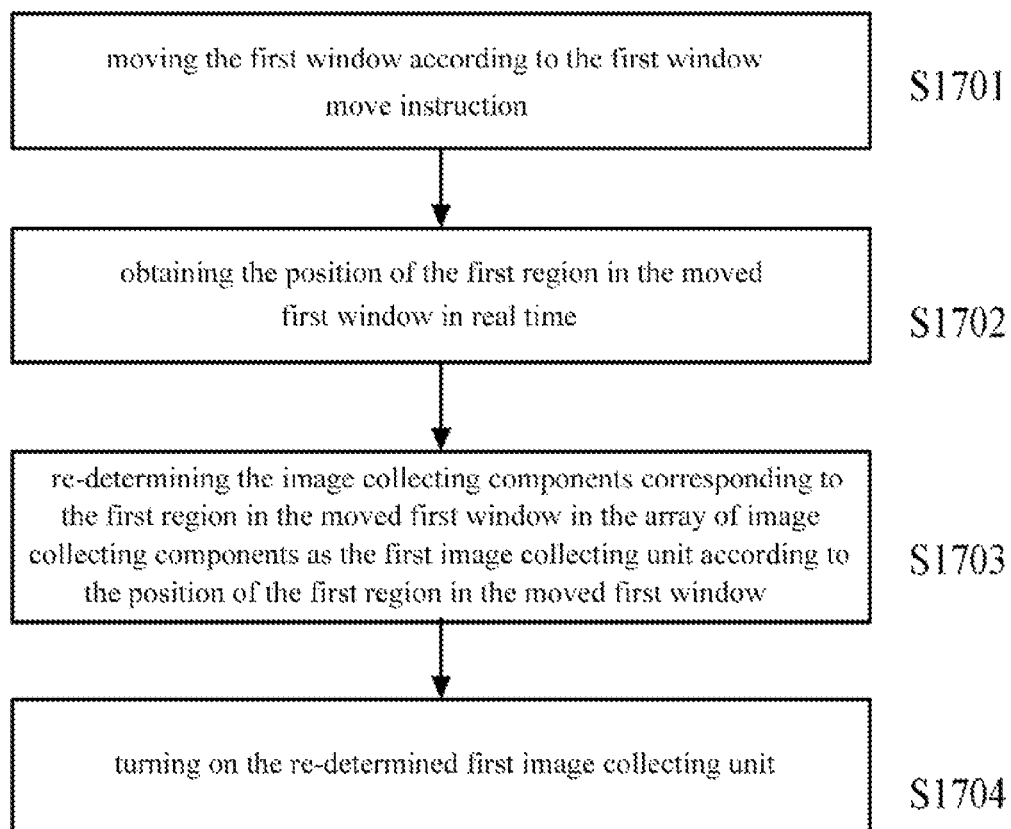 moving the first window according to the first window
move instruction
S1701
obtaining the position of the first region in the moved
first window in real time
S1702
re-determining the image collecting components corresponding to
the first region in the moved first window in the array of image
collecting components as the first image collecting unit according to
the position of the first region in the moved first window
S1703
turning on the re-determined first image collecting unit
S1704